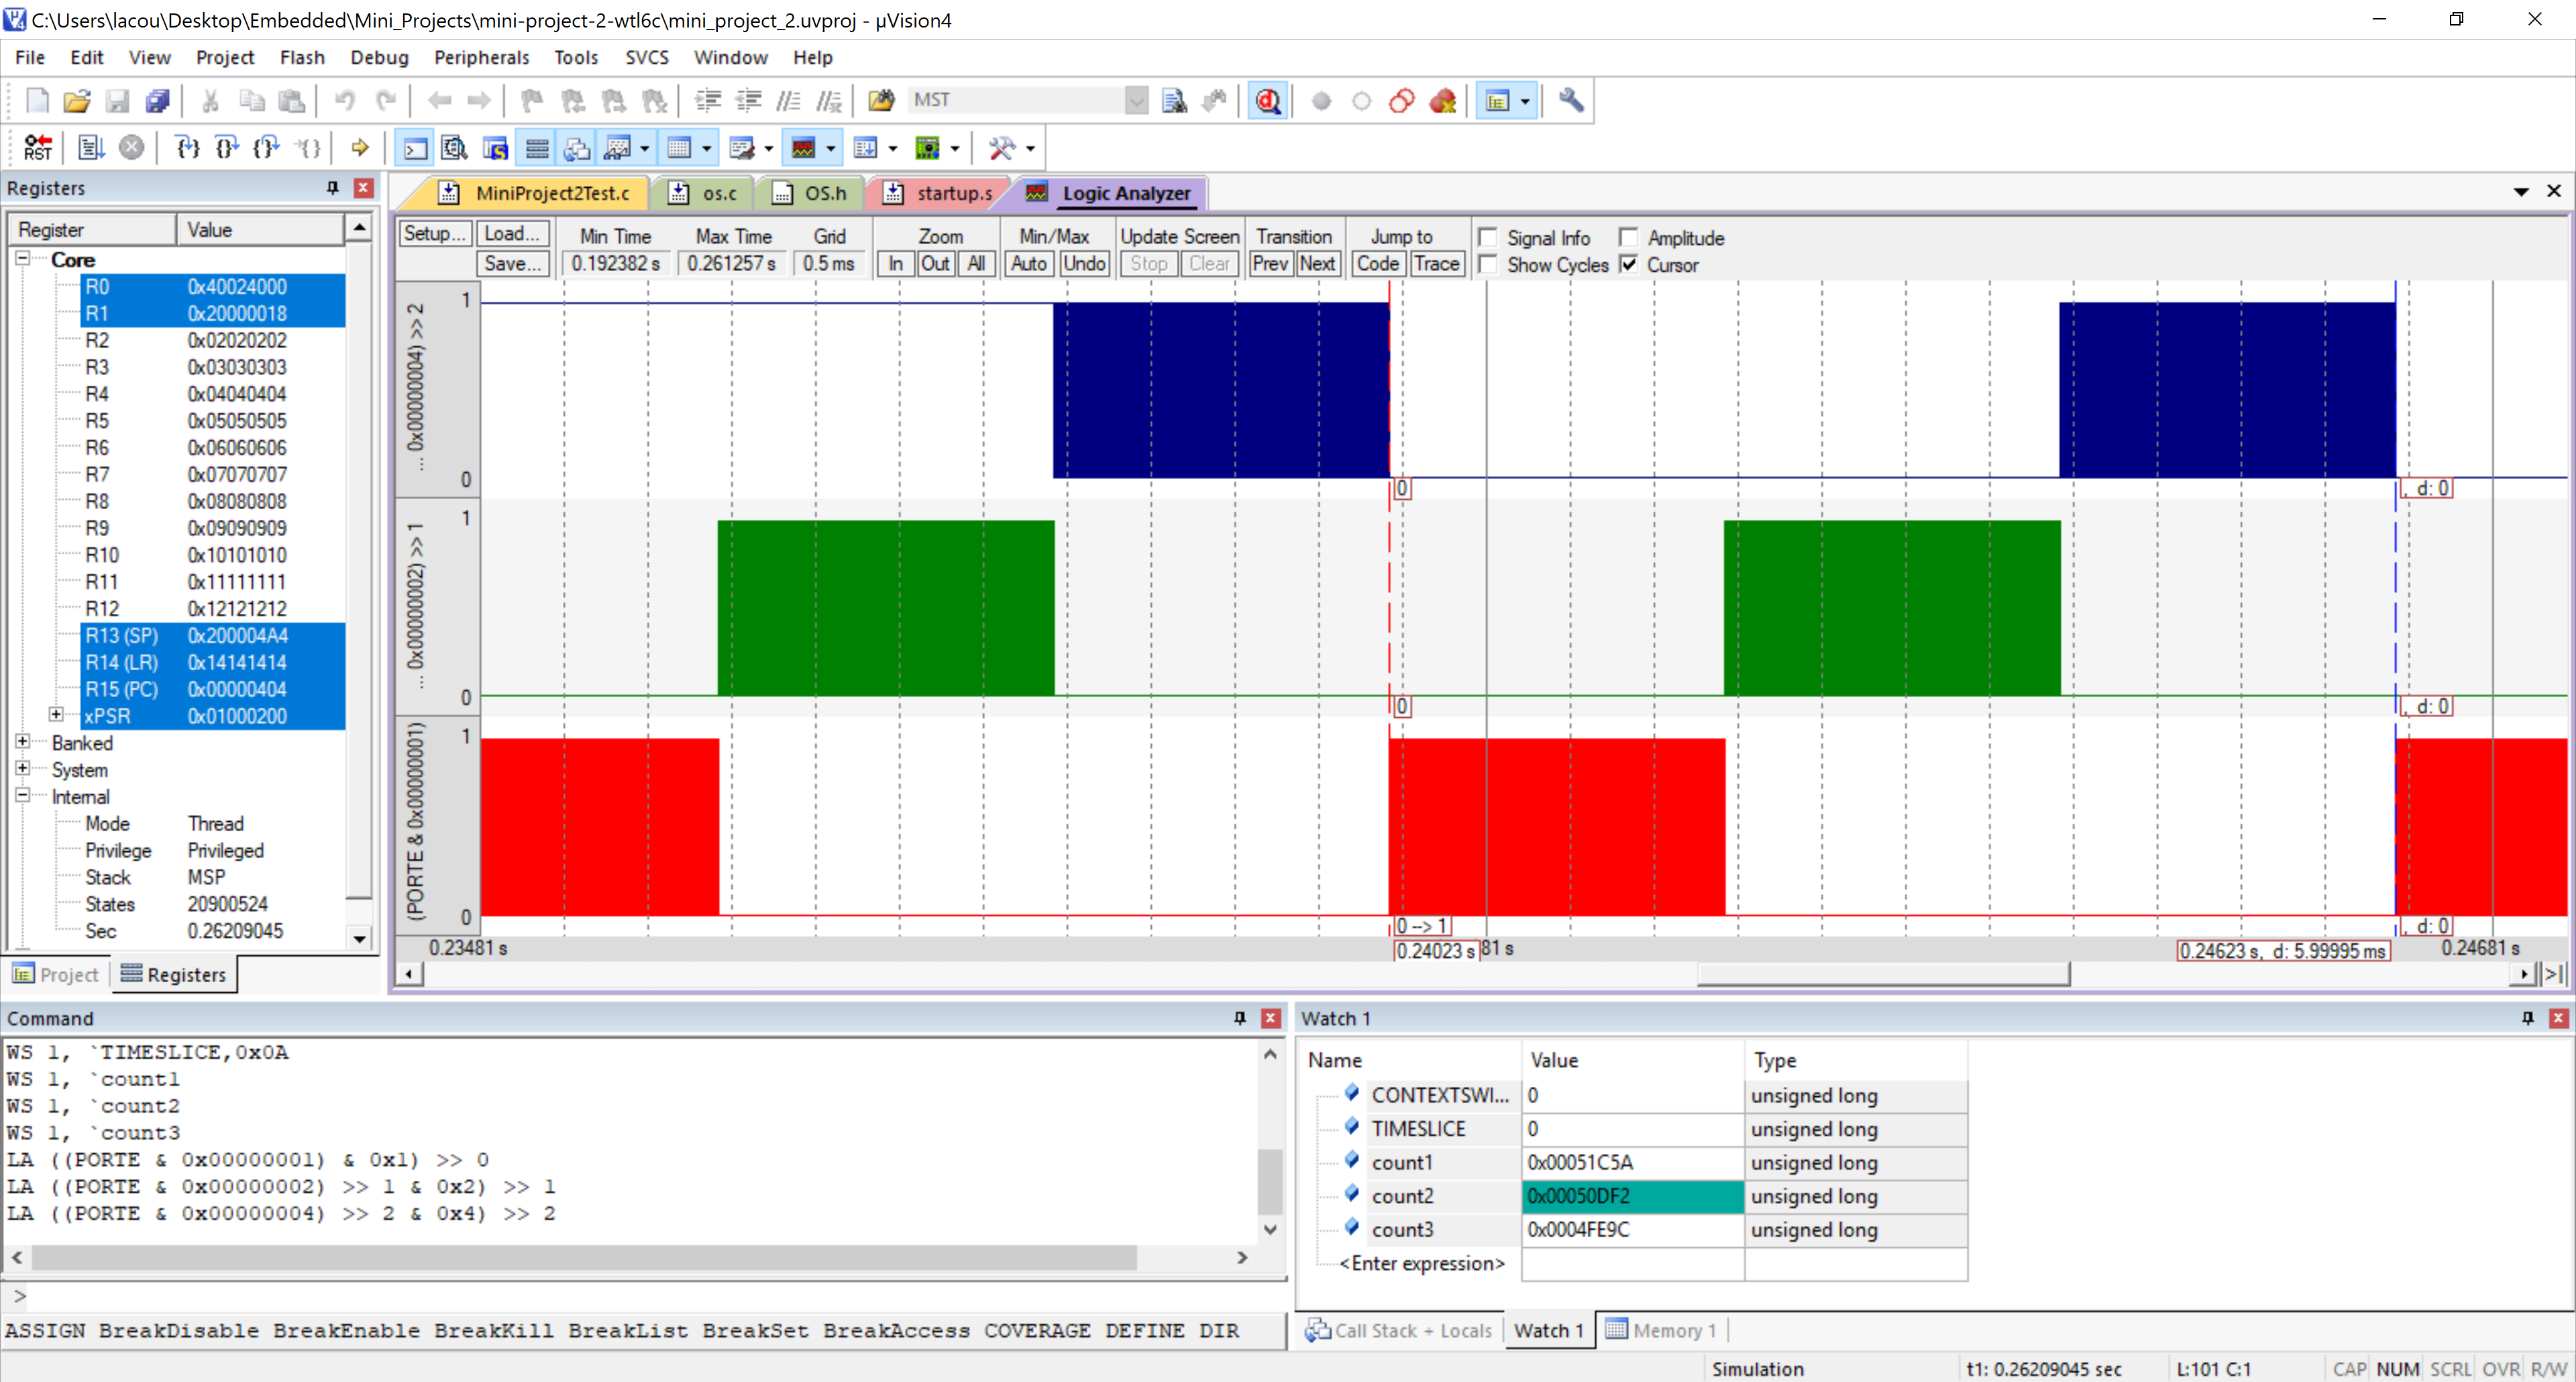 C:\Users\lacou\Desktop\Embedded\Mini_Projects\mini-project-2-wtl6c\mini_project_2.uvproj - µVision4
File Edit View Project Flash Debug Peripherals Tools SVCS Window Help
MST
RST
Registers
Register Value
Core
R0 0x40024000
R1 0x20000018
R2 0x02020202
R3 0x03030303
R4 0x04040404
R5 0x05050505
R6 0x06060606
R7 0x07070707
R8 0x08080808
R9 0x09090909
R10 0x10101010
R11 0x11111111
R12 0x12121212
R13 (SP) 0x200004A4
R14 (LR) 0x14141414
R15 (PC) 0x00000404
xPSR 0x01000200
Banked
System
Internal
Mode Thread
Privilege Privileged
Stack MSP
States 20900524
Sec 0.26209045
Project Registers
MiniProject2Test.c os.c OS.h startup.s Logic Analyzer
Setup... Load... Min Time Max Time Grid Zoom Min/Max Update Screen Transition Jump to Signal Info Amplitude
Save... 0.192382 s 0.261257 s 0.5 ms In Out All Auto Undo Stop Clear Prev Next Code Trace Show Cycles Cursor
... 0x00000004) >> 2
1
0
0 , d: 0
... 0x00000002) >> 1
1
0
0 , d: 0
(PORTE & 0x00000001)
1
0
0 --> 1 , d: 0
0.23481 s 0.24023 s 81 s 0.24623 s, d: 5.99995 ms 0.24681 s
Command
WS 1, `TIMESLICE,0x0A
WS 1, `count1
WS 1, `count2
WS 1, `count3
LA ((PORTE & 0x00000001) & 0x1) >> 0
LA ((PORTE & 0x00000002) >> 1 & 0x2) >> 1
LA ((PORTE & 0x00000004) >> 2 & 0x4) >> 2
>
ASSIGN BreakDisable BreakEnable BreakKill BreakList BreakSet BreakAccess COVERAGE DEFINE DIR
Watch 1
Name Value Type
CONTEXTSWI... 0 unsigned long
TIMESLICE 0 unsigned long
count1 0x00051C5A unsigned long
count2 0x00050DF2 unsigned long
count3 0x0004FE9C unsigned long
<Enter expression>
Call Stack + Locals Watch 1 Memory 1
Simulation t1: 0.26209045 sec L:101 C:1 CAP NUM SCRL OVR R/W